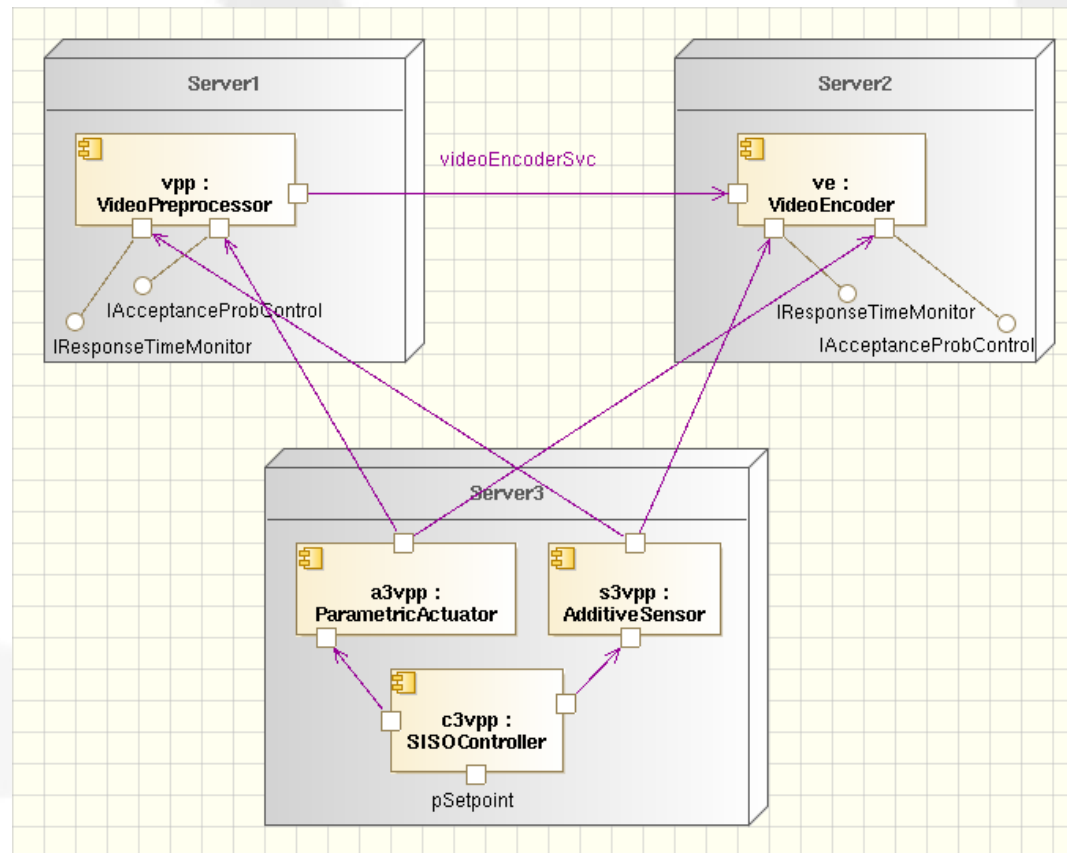 Server1
Server2
vpp :
VideoPreprocessor
videoEncoderSvc
ve :
VideoEncoder
IAcceptanceProbControl
IResponseTimeMonitor
IResponseTimeMonitor
IAcceptanceProbControl
Server3
a3vpp :
ParametricActuator
s3vpp :
AdditiveSensor
c3vpp :
SISOController
pSetpoint